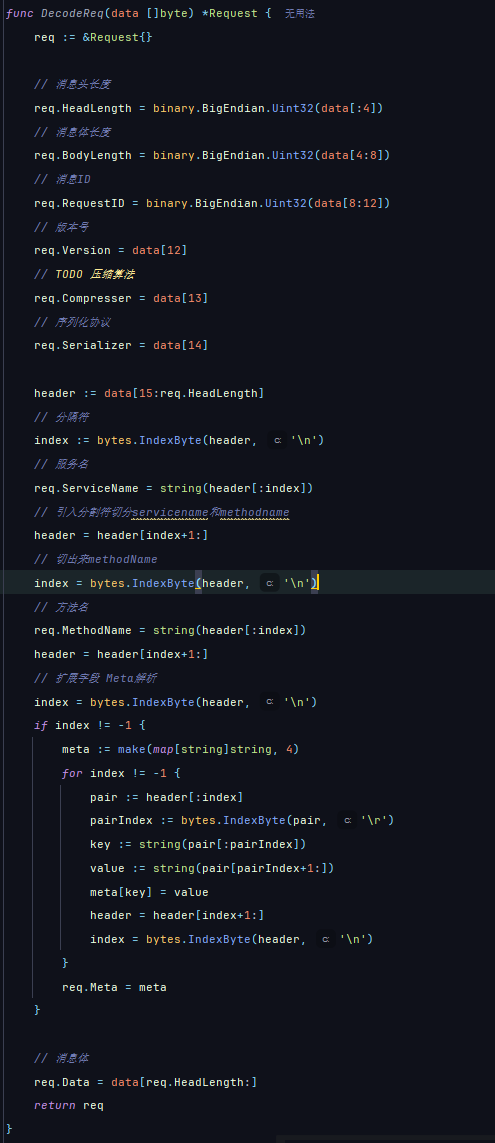 func DecodeReq(data []byte) *Request {  无用法
    req := &Request{}

    // 消息头长度
    req.HeadLength = binary.BigEndian.Uint32(data[:4])
    // 消息体长度
    req.BodyLength = binary.BigEndian.Uint32(data[4:8])
    // 消息ID
    req.RequestID = binary.BigEndian.Uint32(data[8:12])
    // 版本号
    req.Version = data[12]
    // TODO 压缩算法
    req.Compresser = data[13]
    // 序列化协议
    req.Serializer = data[14]

    header := data[15:req.HeadLength]
    // 分隔符
    index := bytes.IndexByte(header, c: '\n')
    // 服务名
    req.ServiceName = string(header[:index])
    // 引入分割符切分servicename和methodname
    header = header[index+1:]
    // 切出来methodName
    index = bytes.IndexByte(header, c: '\n')
    // 方法名
    req.MethodName = string(header[:index])
    header = header[index+1:]
    // 扩展字段 Meta解析
    index = bytes.IndexByte(header, c: '\n')
    if index != -1 {
        meta := make(map[string]string, 4)
        for index != -1 {
            pair := header[:index]
            pairIndex := bytes.IndexByte(pair, c: '\r')
            key := string(pair[:pairIndex])
            value := string(pair[pairIndex+1:])
            meta[key] = value
            header = header[index+1:]
            index = bytes.IndexByte(header, c: '\n')
        }
        req.Meta = meta
    }

    // 消息体
    req.Data = data[req.HeadLength:]
    return req
}